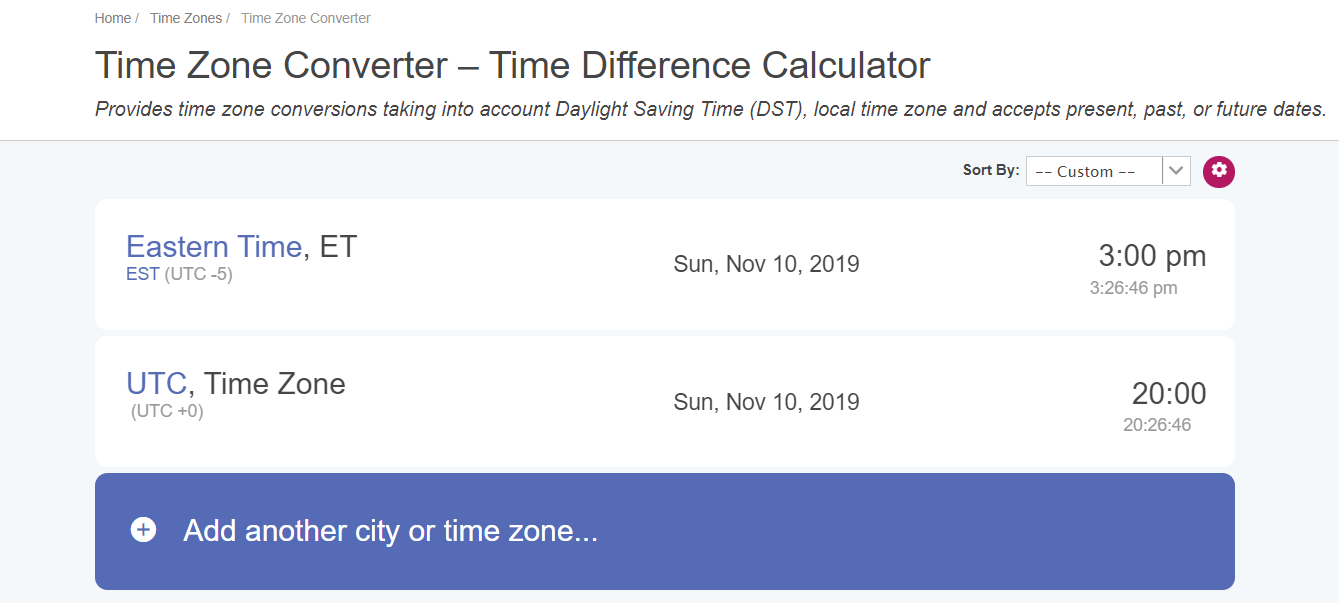 Home / Time Zones / Time Zone Converter
Time Zone Converter – Time Difference Calculator
Provides time zone conversions taking into account Daylight Saving Time (DST), local time zone and accepts present, past, or future dates.
Sort By: -- Custom --
Eastern Time, ET
EST (UTC -5)
Sun, Nov 10, 2019
3:00 pm
3:26:46 pm
UTC, Time Zone
(UTC +0)
Sun, Nov 10, 2019
20:00
20:26:46
Add another city or time zone...